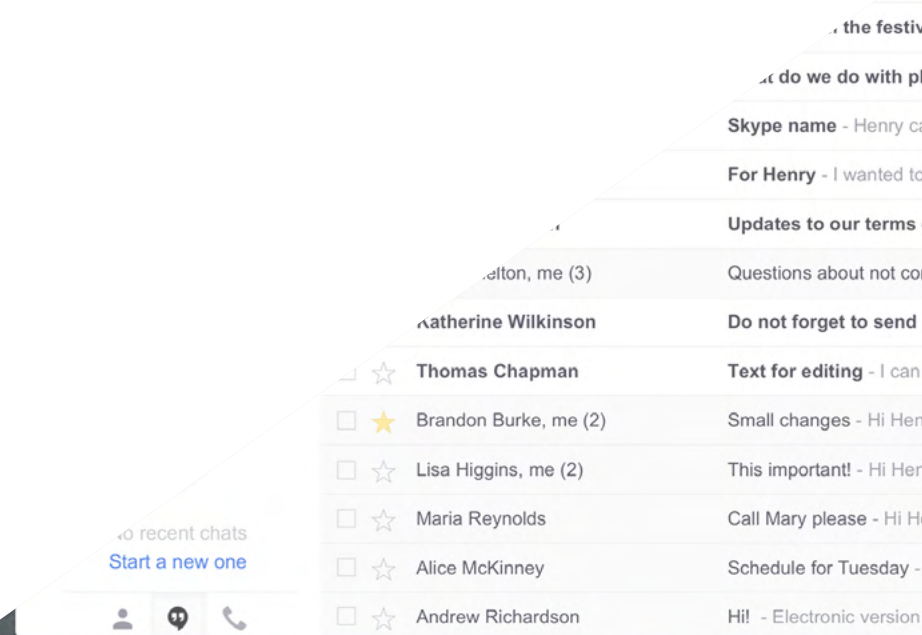 the festiv
do we do with pl
Skype name - Henry ca
For Henry - I wanted to
Updates to our terms
elton, me (3) Questions about not co
Katherine Wilkinson Do not forget to send
Thomas Chapman Text for editing - I can
Brandon Burke, me (2) Small changes - Hi Hen
Lisa Higgins, me (2) This important! - Hi Hen
Maria Reynolds Call Mary please - Hi He
No recent chats
Start a new one
Alice McKinney Schedule for Tuesday -
Andrew Richardson Hi! - Electronic version